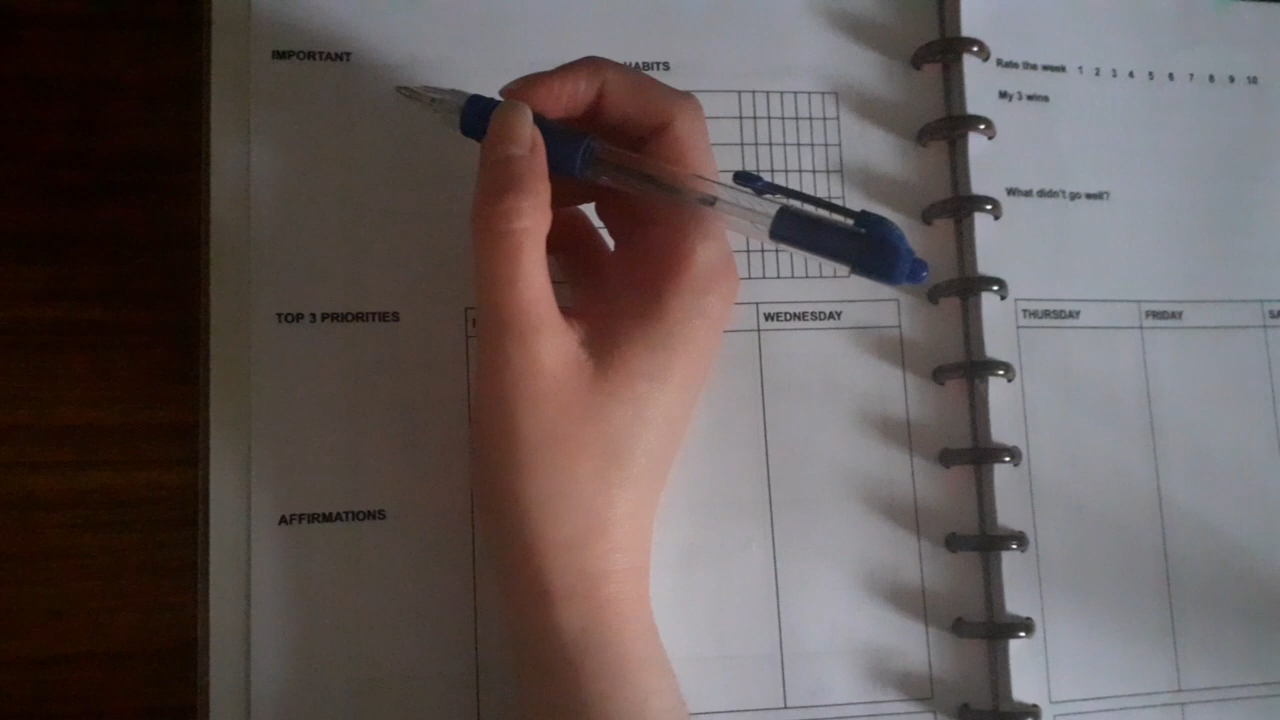 IMPORTANT
HABITS
TOP 3 PRIORITIES
WEDNESDAY
AFFIRMATIONS
Rate the week 1 2 3 4 5 6 7 8 9 10
My 3 wins
What didn't go well?
THURSDAY FRIDAY